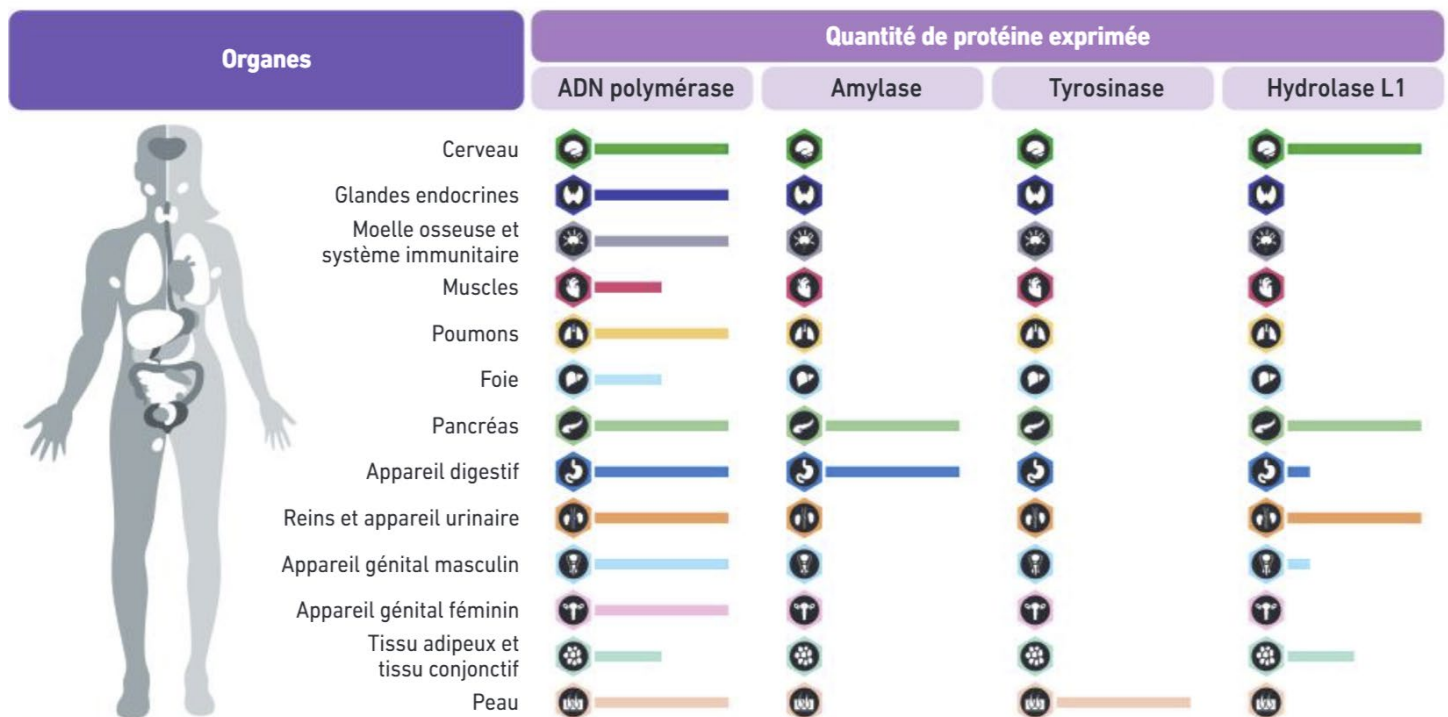 Organes
Quantité de protéine exprimée
ADN polymérase
Amylase
Tyrosinase
Hydrolase L1
Cerveau
Glandes endocrines
Moelle osseuse et
système immunitaire
Muscles
Poumons
Foie
Pancréas
Appareil digestif
Reins et appareil urinaire
Appareil génital masculin
Appareil génital féminin
Tissu adipeux et
tissu conjonctif
Peau